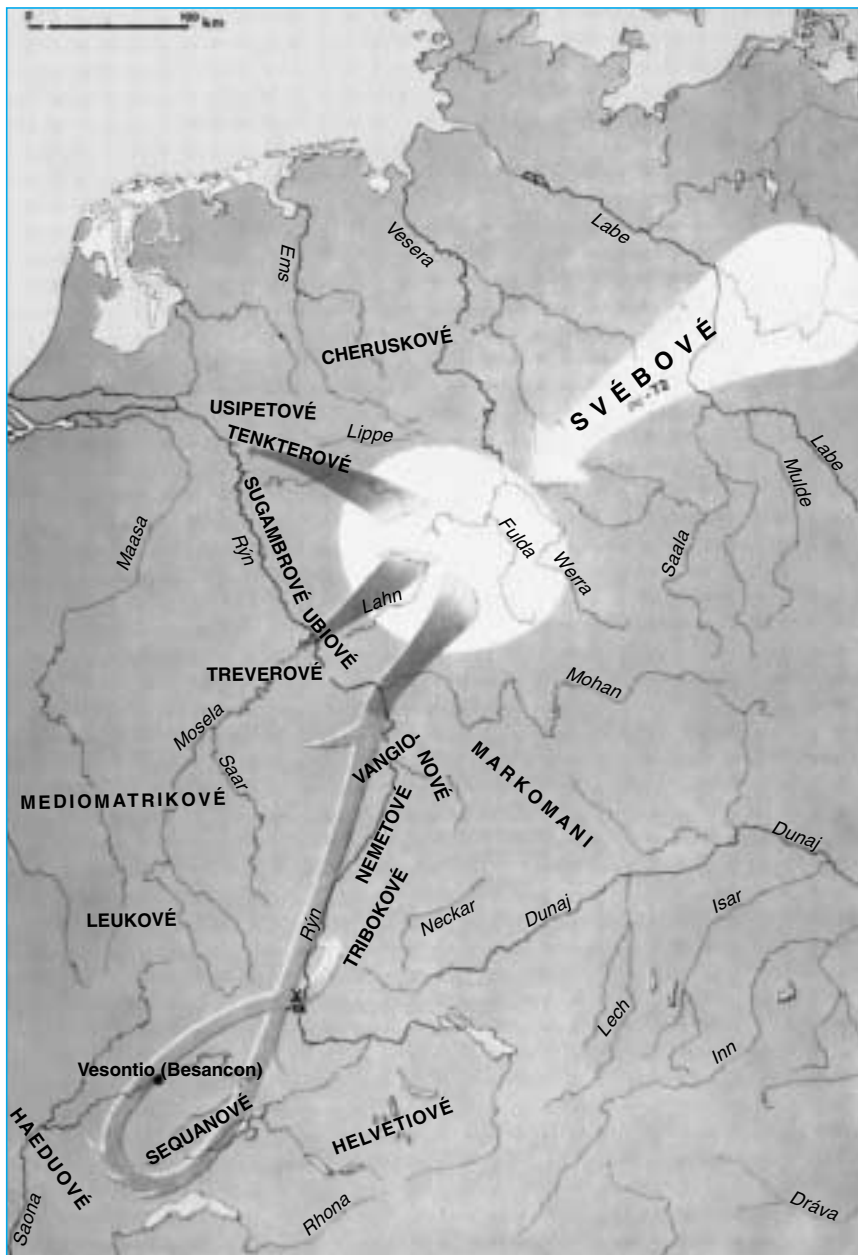 0 100 km
Labe
Vesera
Ems
CHERUSKOVÉ
SVÉBOVÉ
USIPETOVÉ
Lippe
TENKTEROVÉ
Labe
Mulde
Maasa
Rýn
SUGAMBROVÉ
UBIOVÉ
Fulda
Werra
Saala
Lahn
TREVEROVÉ
Mohan
Mosela
Saar
VANGIO-
NOVÉ
MARKOMANI
MEDIOMATRIKOVÉ
NEMETOVÉ
Dunaj
LEUKOVÉ
Rýn
TRIBOKOVÉ
Neckar
Dunaj
Isar
Lech
Inn
Vesontio (Besancon)
SEQUANOVÉ
HELVETIOVÉ
HAEDUOVÉ
Saona
Rhona
Dráva